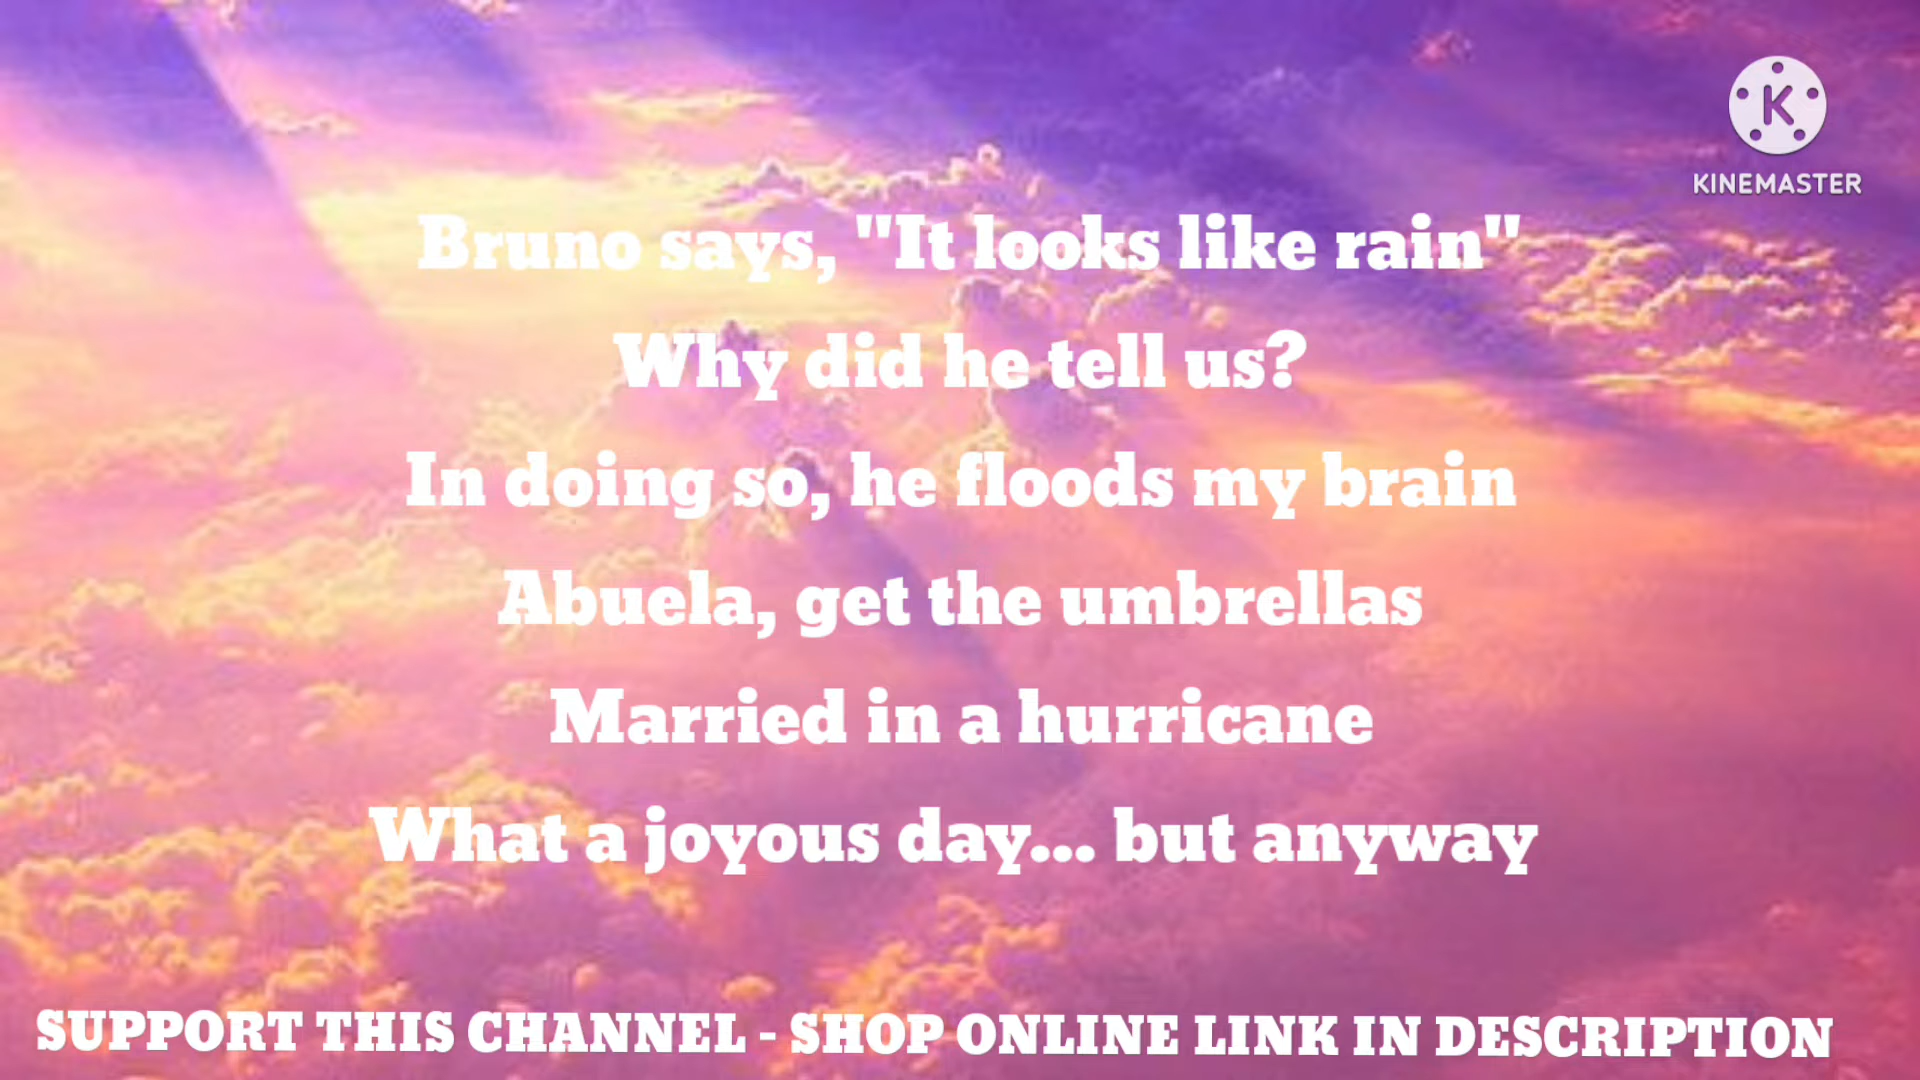 KINEMASTER
Bruno says, "It looks like rain"
Why did he tell us?
In doing so, he floods my brain
Abuela, get the umbrellas
Married in a hurricane
What a joyous day... but anyway
SUPPORT THIS CHANNEL - SHOP ONLINE LINK IN DESCRIPTION